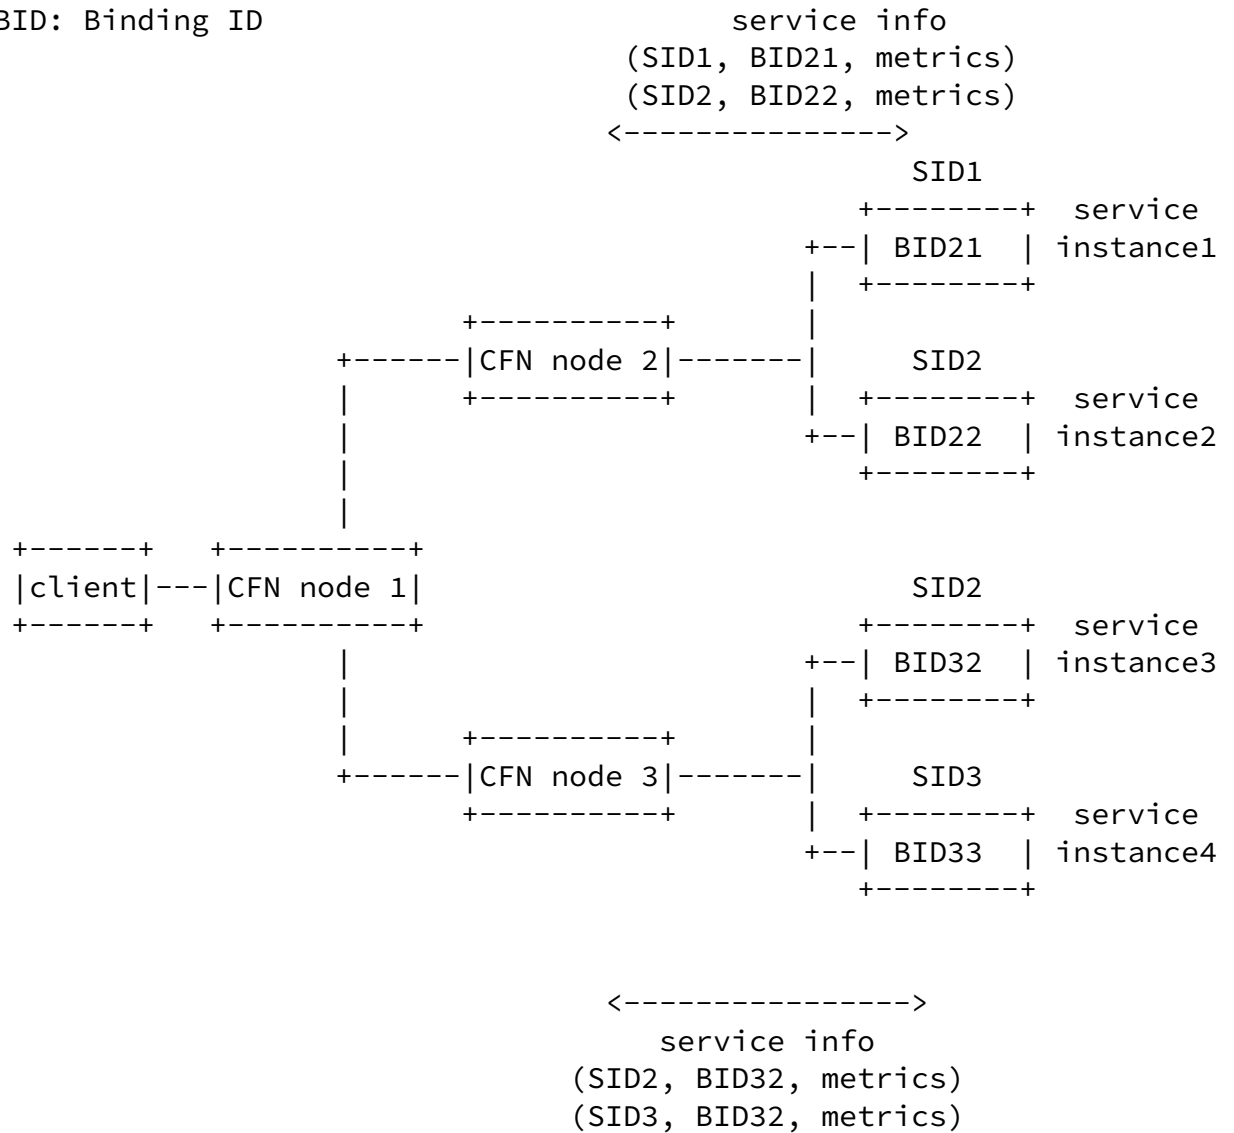 BID: Binding ID
service info
(SID1, BID21, metrics)
(SID2, BID22, metrics)
<--------------->
SID1
+--------+ service
+--| BID21 | instance1
| +--------+
+----------+ |
+------|CFN node 2|-------| SID2
| +----------+ | +--------+ service
| +--| BID22 | instance2
| +--------+
|
+------+ +----------+
|client|---|CFN node 1| SID2
+------+ +----------+ +--------+ service
| +--| BID32 | instance3
| | +--------+
| +----------+ |
+------|CFN node 3|-------| SID3
+----------+ | +--------+ service
+--| BID33 | instance4
+--------+
<---------------->
service info
(SID2, BID32, metrics)
(SID3, BID32, metrics)